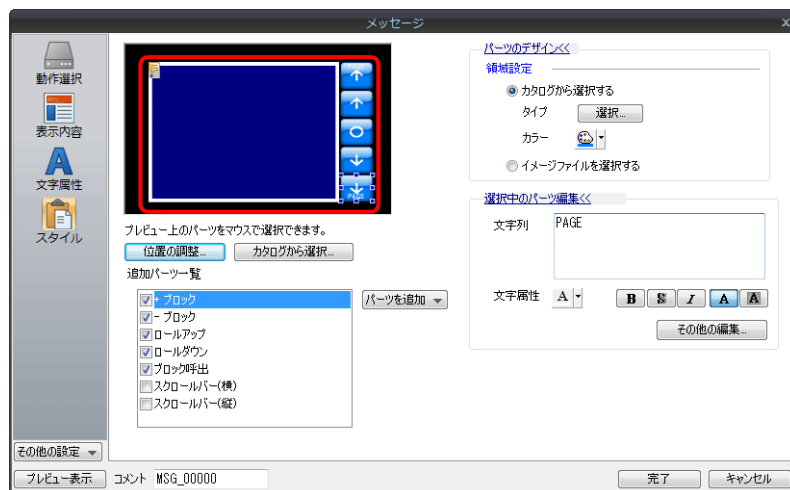 メッセージ
動作選択
表示内容
文字属性
スタイル
その他の設定
PAGE
プレビュー上のパーツをマウスで選択できます。
位置の調整...
カタログから選択...
追加パーツ一覧
+ ブロック
- ブロック
ロールアップ
ロールダウン
ブロック呼出
スクロールバー(横)
スクロールバー(縦)
パーツを追加
パーツのデザイン<<
領域設定
カタログから選択する
タイプ
選択...
カラー
イメージファイルを選択する
選択中のパーツ編集<<
文字列
PAGE
文字属性
A
B S I A A
その他の編集...
プレビュー表示
コメント
MSG_00000
完了
キャンセル